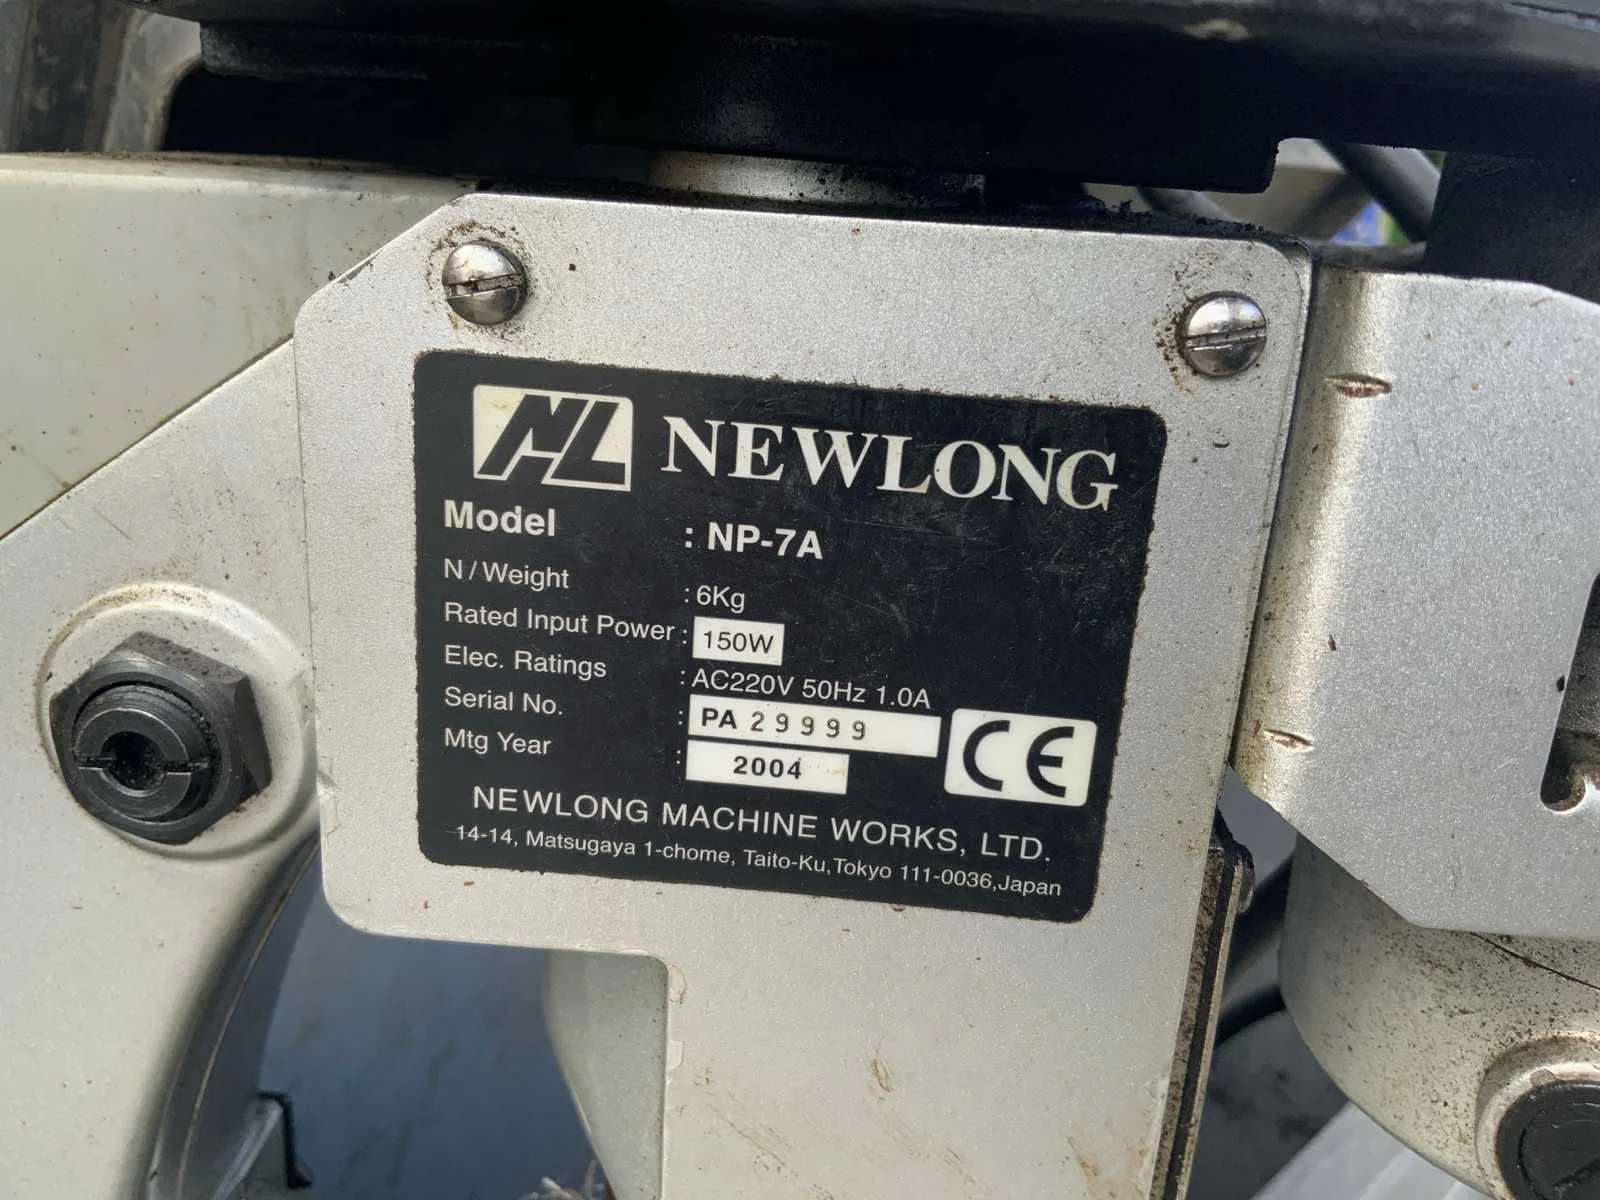 NL NEWLONG
Model : NP-7A
N/Weight : 6Kg
Rated Input Power : 150W
Elec. Ratings : AC220V 50Hz 1.0A
Serial No. : PA 29999
Mtg Year : 2004
CE
NEWLONG MACHINE WORKS, LTD.
14-14, Matsugaya 1-chome, Taito-Ku,Tokyo 111-0036,Japan